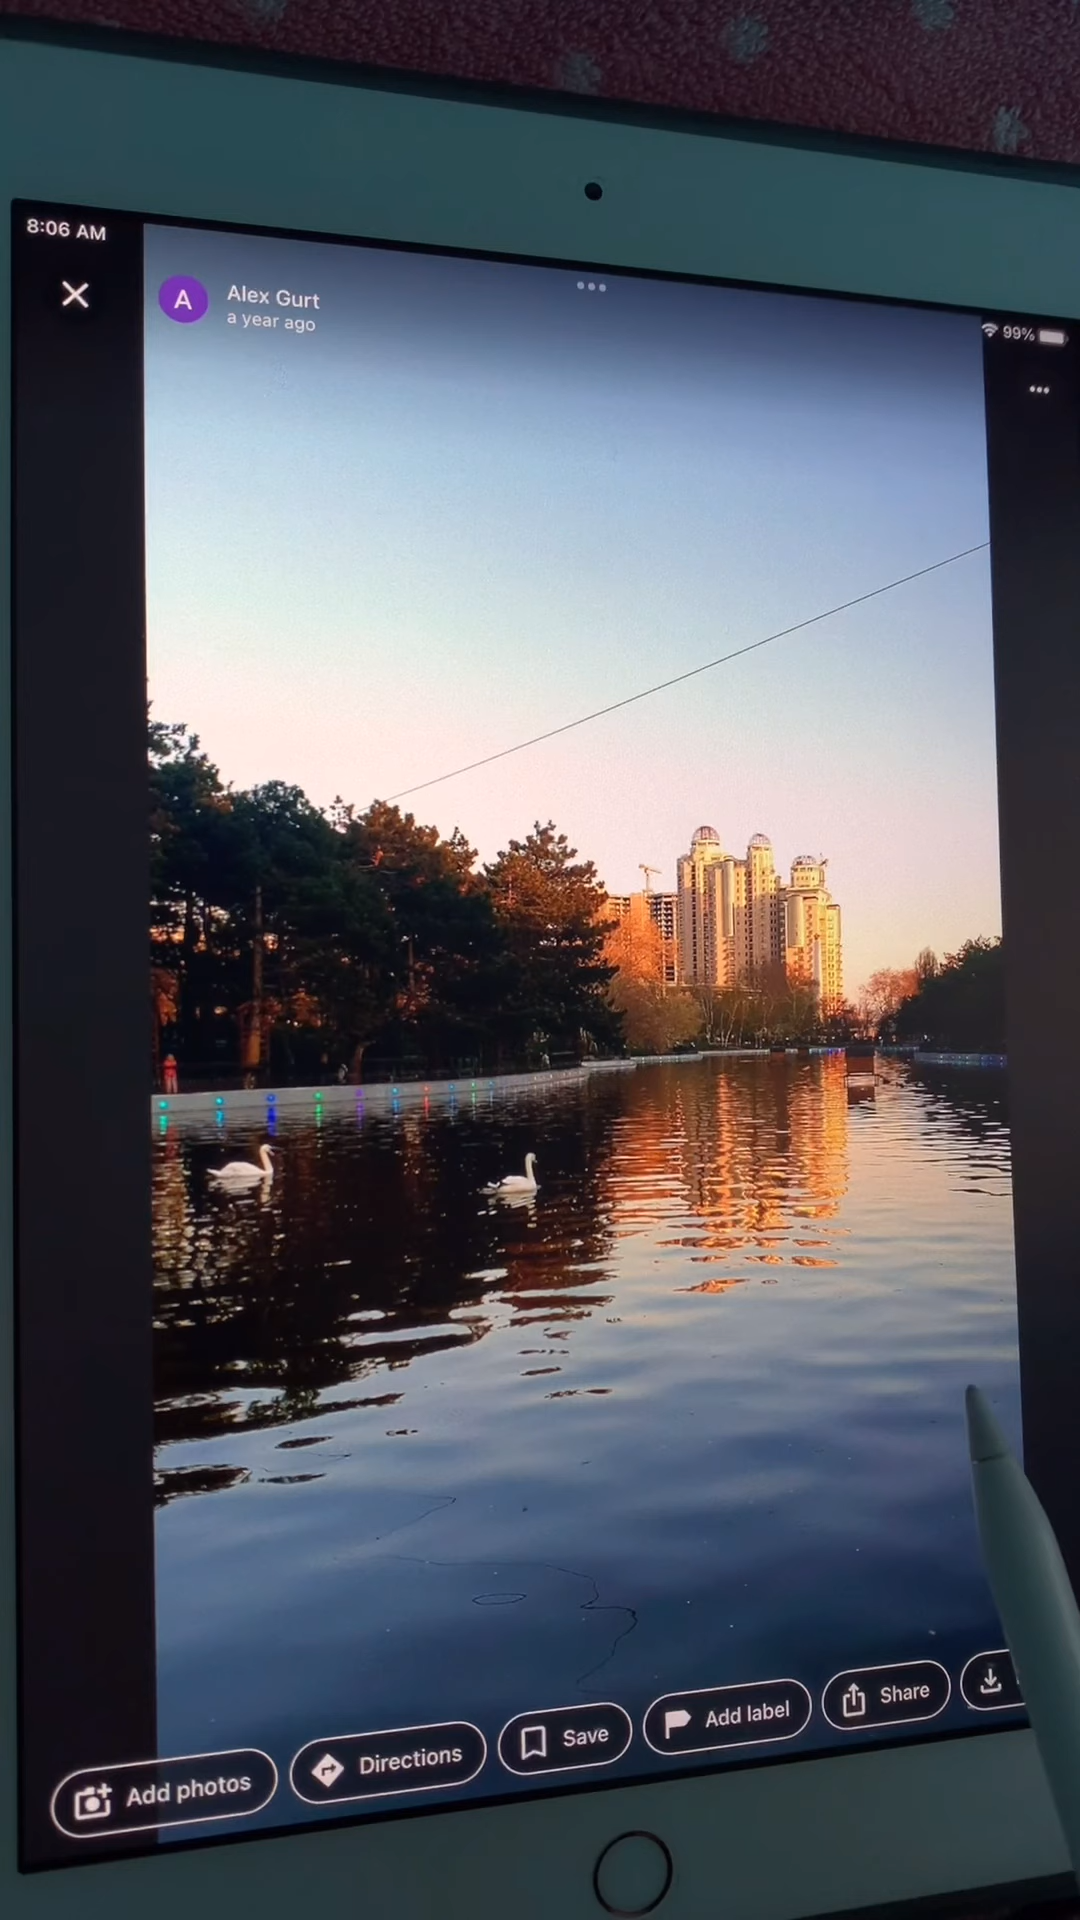 8:06 AM
A
Alex Gurt
a year ago
99%
Add photos
Directions
Save
Add label
Share